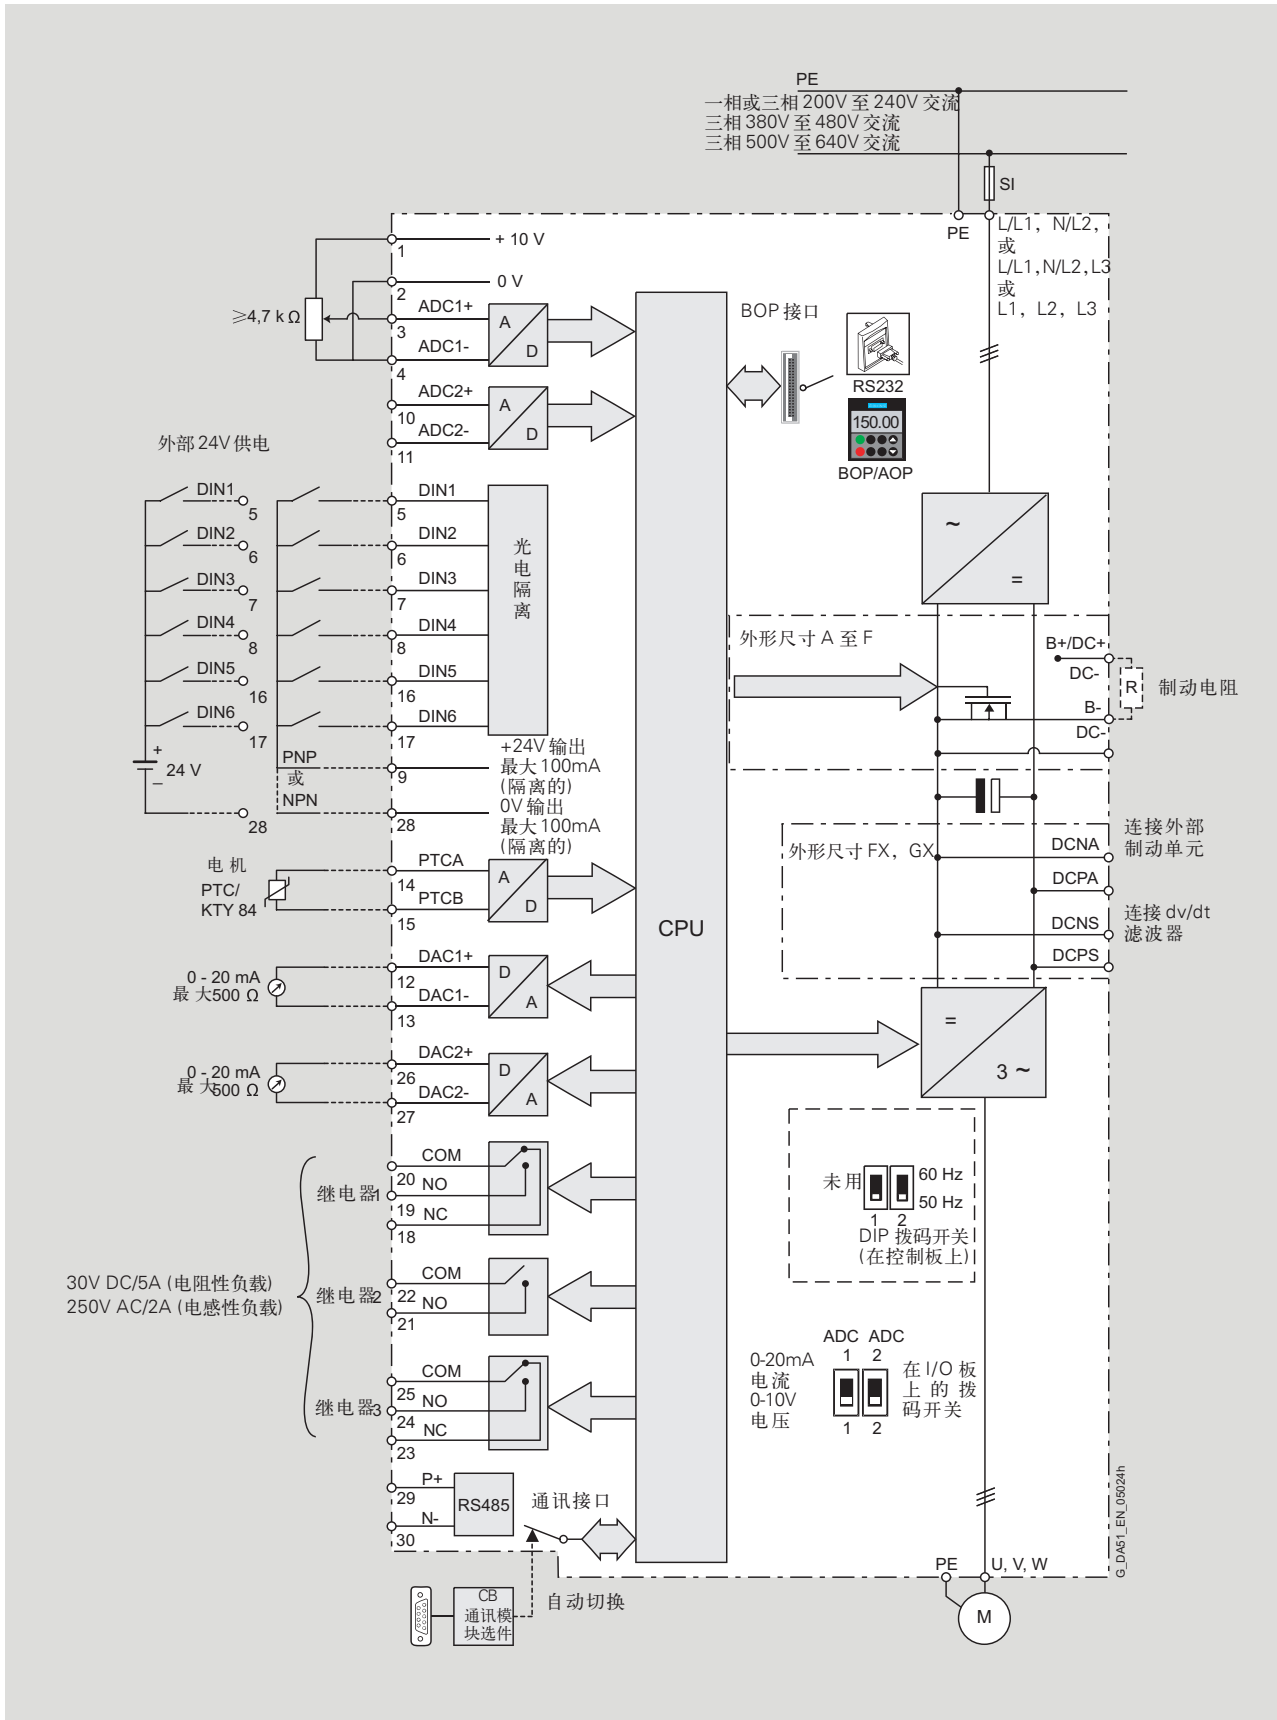 PE
一相或三相 200V 至 240V 交流
三相 380V 至 480V 交流
三相 500V 至 640V 交流
SI
PE
L/L1, N/L2,
或
L/L1,N/L2,L3
或
L1, L2, L3
1
+ 10 V
2
0 V
≥4,7 k Ω
ADC1+
3
ADC1-
4
A
D
ADC2+
10
ADC2-
11
A
D
BOP 接口
RS232
150.00
BOP/AOP
外部 24V 供电
DIN1
5
DIN2
6
DIN3
7
DIN4
8
DIN5
16
DIN6
17
+
24 V
–
28
DIN1
5
DIN2
6
DIN3
7
DIN4
8
DIN5
16
DIN6
17
光
电
隔
离
PNP
或
NPN
9
+24V 输出
最大 100mA
(隔离的)
28
0V 输出
最大 100mA
(隔离的)
~
=
外形尺寸 A 至 F
B+/DC+
DC-
R
制动电阻
B-
DC-
外形尺寸 FX, GX
DCNA
连接外部
制动单元
DCPA
DCNS
连接 dv/dt
滤波器
DCPS
电 机
PTC/
KTY 84
PTCA
14
PTCB
15
A
D
CPU
0 - 20 mA
最 大500 Ω
DAC1+
12
DAC1-
13
D
A
=
3 ~
0 - 20 mA
最 大500 Ω
DAC2+
26
DAC2-
27
D
A
30V DC/5A (电阻性负载)
250V AC/2A (电感性负载)
继电器1
COM
20
NO
19
NC
18
继电器2
COM
22
NO
21
继电器3
COM
25
NO
24
NC
23
未用
60 Hz
50 Hz
1 2
DIP 拨码开关
(在控制板上)
ADC ADC
1 2
0-20mA
电流
0-10V
电压
1 2
在 I/O 板
上 的 拨
码开关
P+
29
N-
30
RS485
通讯接口
CB
通讯模
块选件
自动切换
PE
U, V, W
M
G_DA51_EN_05024h